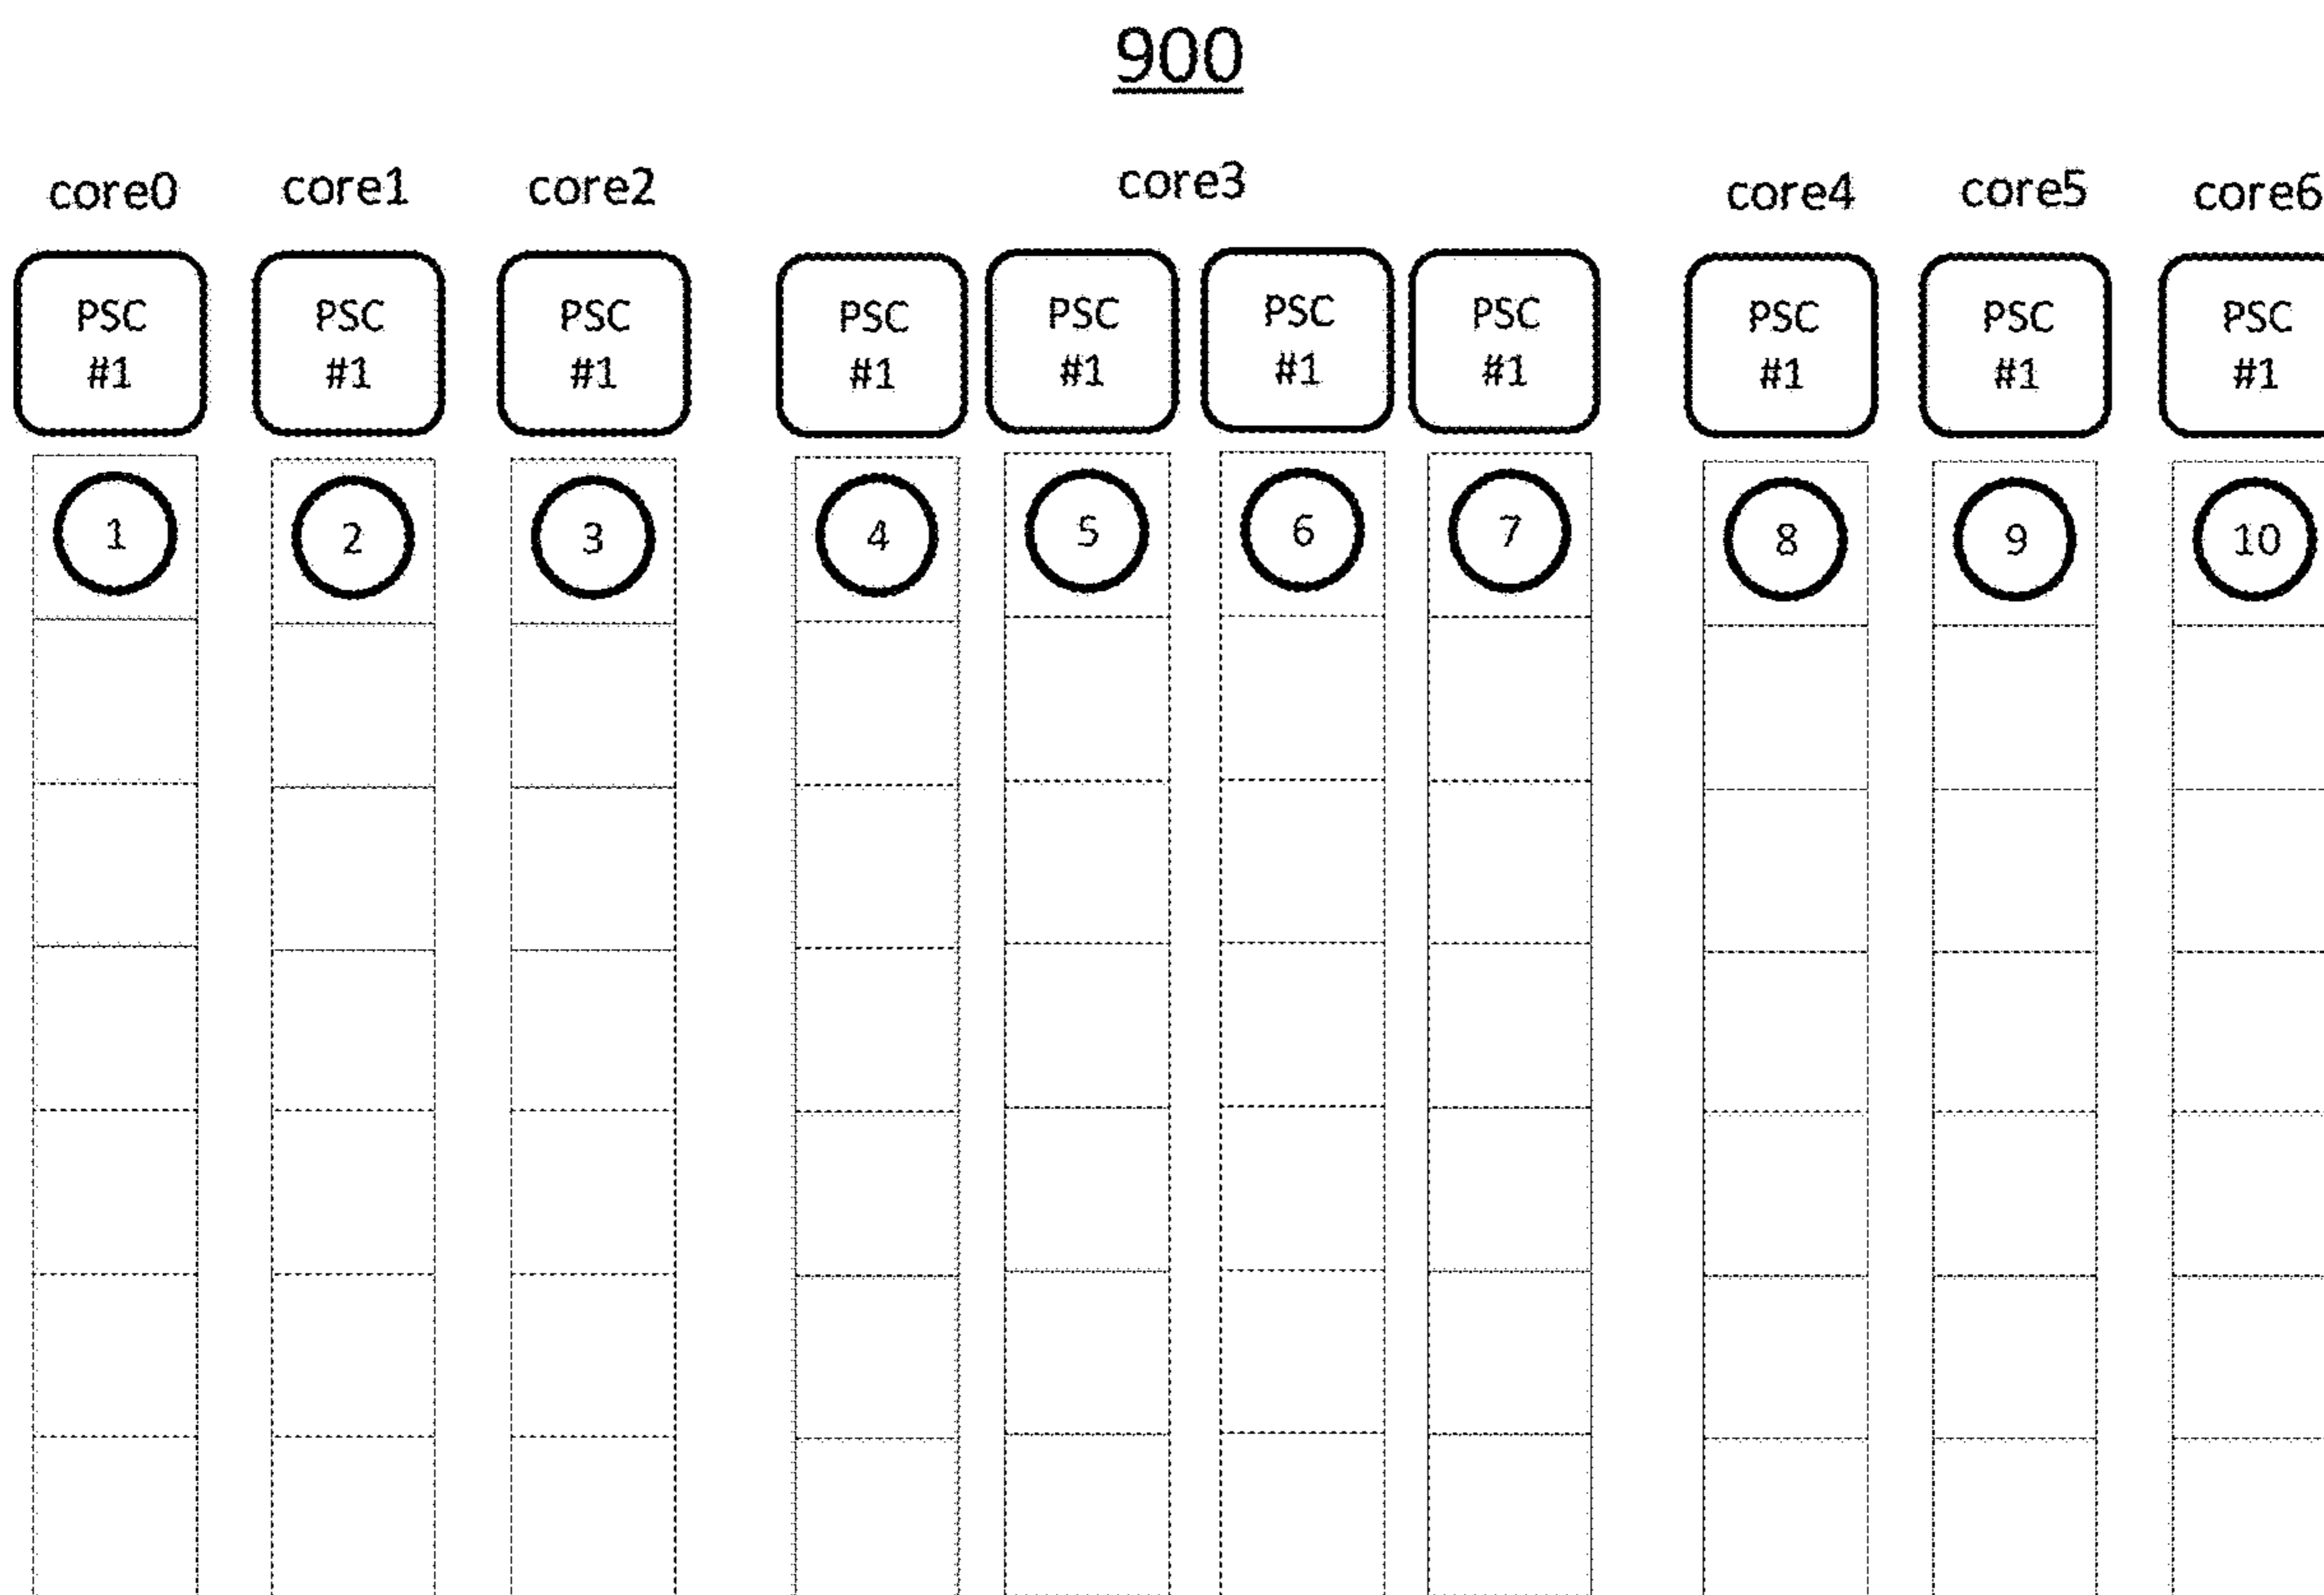 900
core0 core1 core2 core3 core4 core5 core6
PSC PSC PSC PSC PSC PSC PSC PSC PSC PSC
#1 #1 #1 #1 #1 #1 #1 #1 #1 #1
1 2 3 4 5 6 7 8 9 10